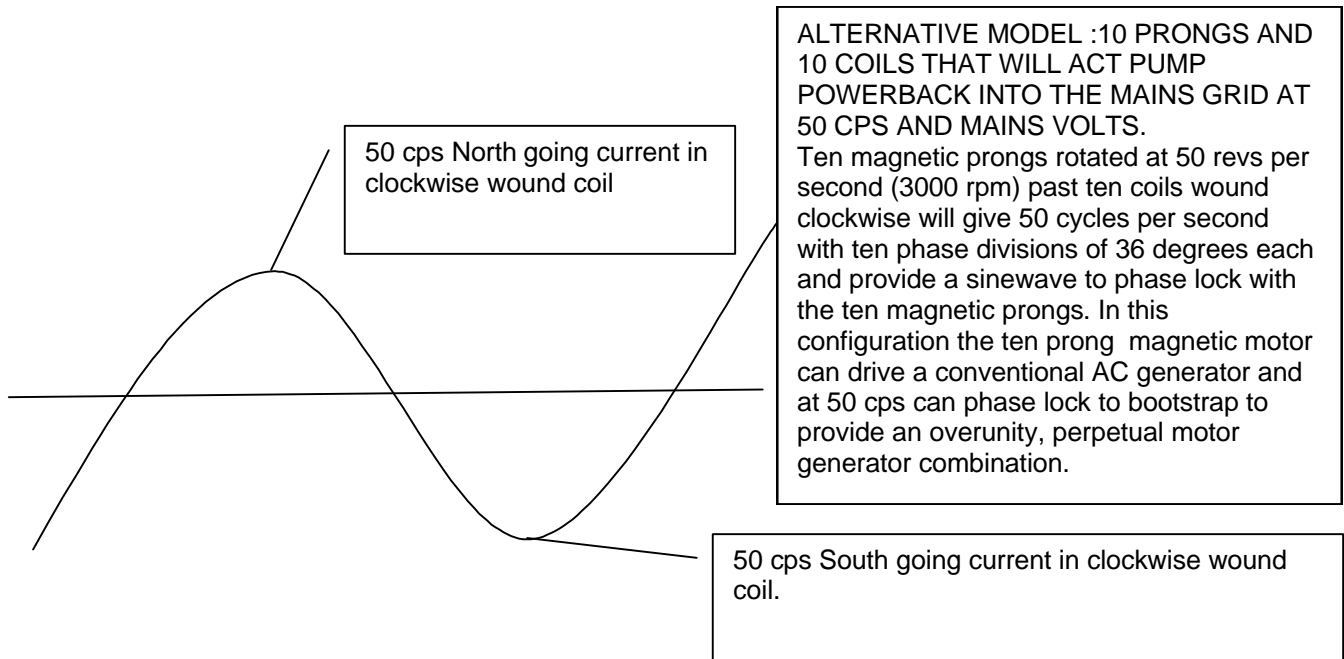 ALTERNATIVE MODEL :10 PRONGS AND
10 COILS THAT WILL ACT PUMP
POWERBACK INTO THE MAINS GRID AT
50 CPS AND MAINS VOLTS.
Ten magnetic prongs rotated at 50 revs per
second (3000 rpm) past ten coils wound
clockwise will give 50 cycles per second
with ten phase divisions of 36 degrees each
and provide a sinewave to phase lock with
the ten magnetic prongs. In this
configuration the ten prong magnetic motor
can drive a conventional AC generator and
at 50 cps can phase lock to bootstrap to
provide an overunity, perpetual motor
generator combination.
50 cps North going current in
clockwise wound coil
50 cps South going current in clockwise wound
coil.